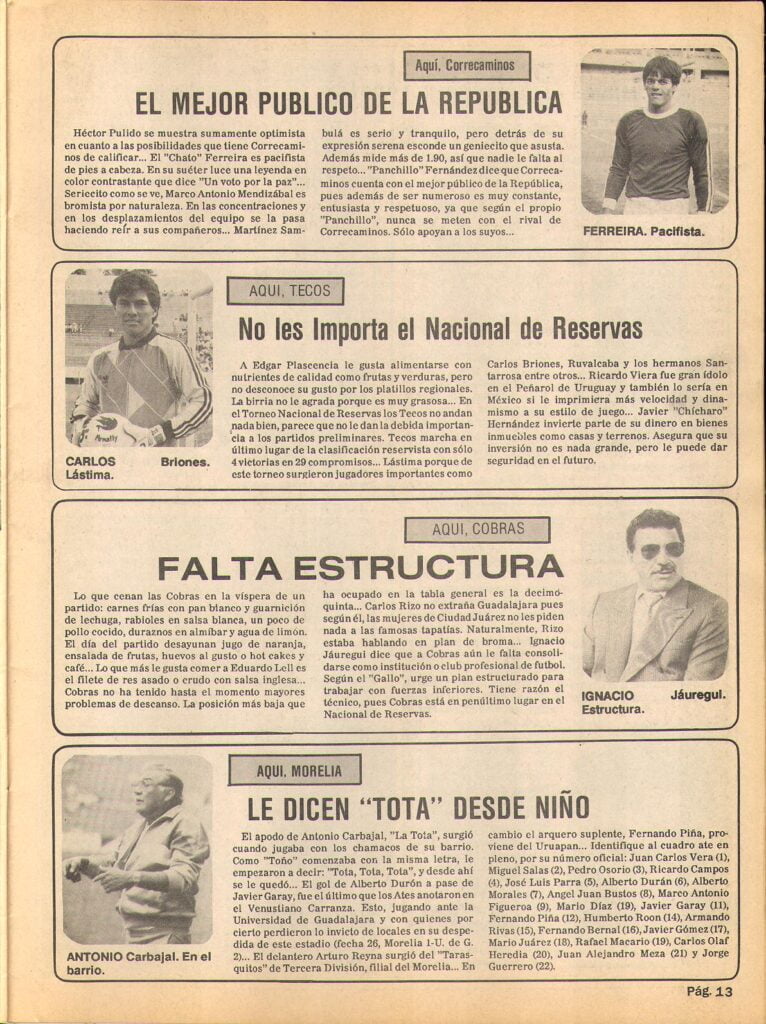 Aquí, Correcaminos
EL MEJOR PUBLICO DE LA REPUBLICA
Héctor Pulido se muestra sumamente optimista
en cuanto a las posibilidades que tiene Correcami-
nos de calificar... El "Chato" Ferreira es pacifista
de pies a cabeza. En su suéter luce una leyenda en
color contrastante que dice "Un voto por la paz"...
Seriecito como se ve, Marco Antonio Mendizábal es
bromista por naturaleza. En las concentraciones y
en los desplazamientos del equipo se la pasa
haciendo reír a sus compañeros... Martínez Sam-
bulá es serio y tranquilo, pero detrás de su
expresión serena esconde un geniecito que asusta.
Además mide más de 1.90, así que nadie le falta al
respeto... "Panchillo" Fernández dice que Correca-
minos cuenta con el mejor público de la República,
pues además de ser numeroso es muy constante,
entusiasta y respetuoso, ya que según el propio
"Panchillo", nunca se meten con el rival de
Correcaminos. Sólo apoyan a los suyos...
FERREIRA. Pacifista.
AQUI, TECOS
No les Importa el Nacional de Reservas
A Edgar Plascencia le gusta alimentarse con
nutrientes de calidad como frutas y verduras, pero
no desconoce su gusto por los platillos regionales.
La birria no le agrada porque es muy grasosa... En
el Torneo Nacional de Reservas los Tecos no andan
nada bien, parece que no le dan la debida importan-
cia a los partidos preliminares. Tecos marcha en
último lugar de la clasificación reservista con sólo
4 victorias en 29 compromisos... Lástima porque de
este torneo surgieron jugadores importantes como
Carlos Briones, Ruvalcaba y los hermanos San-
tarrosa entre otros... Ricardo Viera fue gran ídolo
en el Peñarol de Uruguay y también lo sería en
México si le imprimiera más velocidad y dina-
mismo a su estilo de juego... Javier "Chícharo"
Hernández invierte parte de su dinero en bienes
inmuebles como casas y terrenos. Asegura que su
inversión no es nada grande, pero le puede dar
seguridad en el futuro.
CARLOS Briones.
Lástima.
AQUI, COBRAS
FALTA ESTRUCTURA
Lo que cenan las Cobras en la víspera de un
partido: carnes frías con pan blanco y guarnición
de lechuga, rabioles en salsa blanca, un poco de
pollo cocido, duraznos en almíbar y agua de limón.
El día del partido desayunan jugo de naranja,
ensalada de frutas, huevos al gusto o hot cakes y
café... Lo que más le gusta comer a Eduardo Lell es
el filete de res asado o crudo con salsa inglesa...
Cobras no ha tenido hasta el momento mayores
problemas de descanso. La posición más baja que
ha ocupado en la tabla general es la decimo-
quinta... Carlos Rizo no extraña Guadalajara pues
según él, las mujeres de Ciudad Juárez no les piden
nada a las famosas tapatías. Naturalmente, Rizo
estaba hablando en plan de broma... Ignacio
Jáuregui dice que a Cobras aún le falta consoli-
darse como institución o club profesional de futbol.
Según el "Gallo", urge un plan estructurado para
trabajar con fuerzas inferiores. Tiene razón el
técnico, pues Cobras está en penúltimo lugar en el
Nacional de Reservas.
IGNACIO Jáuregui.
Estructura.
AQUI, MORELIA
LE DICEN "TOTA" DESDE NIÑO
El apodo de Antonio Carbajal, "La Tota", surgió
cuando jugaba con los chamacos de su barrio.
Como "Toño" comenzaba con la misma letra, le
empezaron a decir: "Tota, Tota, Tota", y desde ahí
se le quedó... El gol de Alberto Durón a pase de
Javier Garay, fue el último que los Ates anotaron en
el Venustiano Carranza. Esto, jugando ante la
Universidad de Guadalajara y con quienes por
cierto perdieron lo invicto de locales en su despe-
dida de este estadio (fecha 26, Morelia 1-U. de G.
2)... El delantero Arturo Reyna surgió del "Taras-
quitos" de Tercera División, filial del Morelia... En
cambio el arquero suplente, Fernando Piña, pro-
viene del Uruapan... Identifique al cuadro ate en
pleno, por su número oficial: Juan Carlos Vera (1),
Miguel Salas (2), Pedro Osorio (3), Ricardo Campos
(4), José Luis Parra (5), Alberto Durán (6), Alberto
Morales (7), Angel Juan Bustos (8), Marco Antonio
Figueroa (9), Mario Díaz (19), Javier Garay (11),
Fernando Piña (12), Humberto Roon (14), Armando
Rivas (15), Fernando Bernal (16), Javier Gómez (17),
Mario Juárez (18), Rafael Macario (19), Carlos Olaf
Heredia (20), Juan Alejandro Meza (21) y Jorge
Guerrero (22).
ANTONIO Carbajal. En el
barrio.
Pág. 13